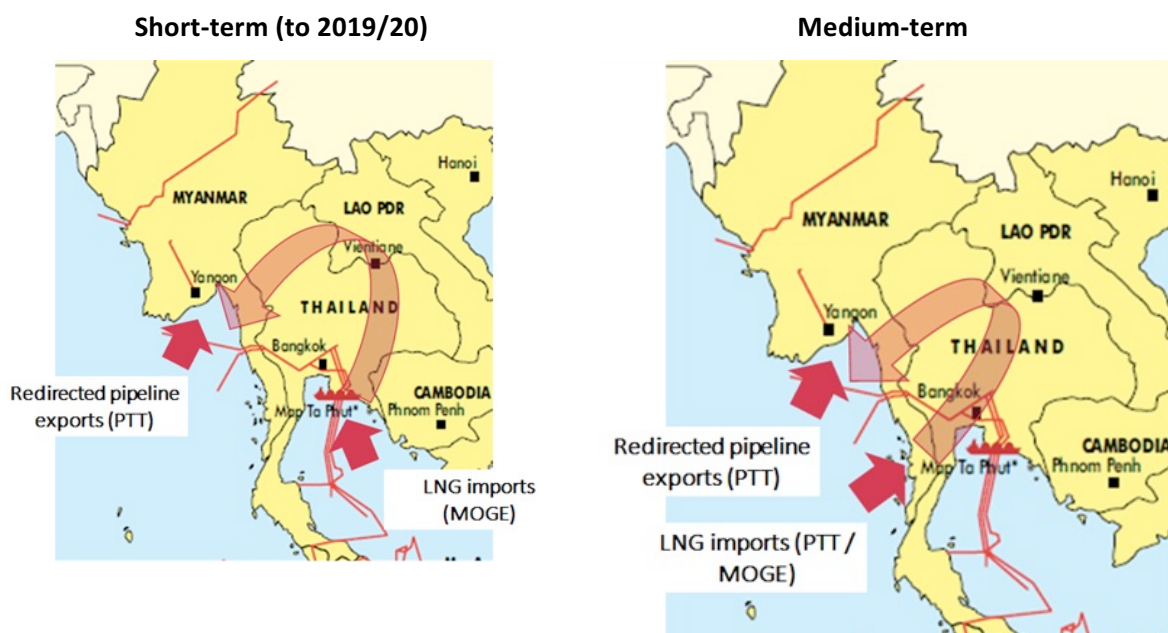 Short-term (to 2019/20)
Hanoi
MYANMAR
LAO PDR
Vientiane
Yangon
THAILAND
Bangkok
Redirected pipeline
exports (PTT)
CAMBODIA
Map Ta Phut*
Phnom Penh
LNG imports
(MOGE)
Medium-term
Hanoi
MYANMAR
LAO PDR
Vientiane
Yangon
THAILAND
Bangkok
Redirected pipeline
exports (PTT)
CAMBODIA
Map Ta Phut*
Phnom Penh
LNG imports (PTT /
MOGE)